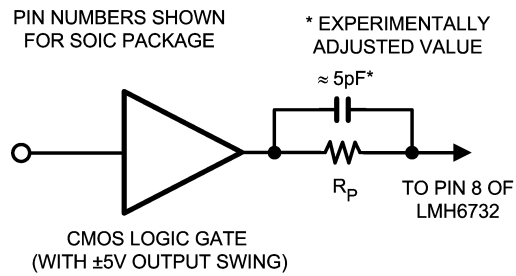 PIN NUMBERS SHOWN
FOR SOIC PACKAGE
* EXPERIMENTALLY
ADJUSTED VALUE
≈ 5pF*
RP
TO PIN 8 OF
LMH6732
CMOS LOGIC GATE
(WITH ±5V OUTPUT SWING)